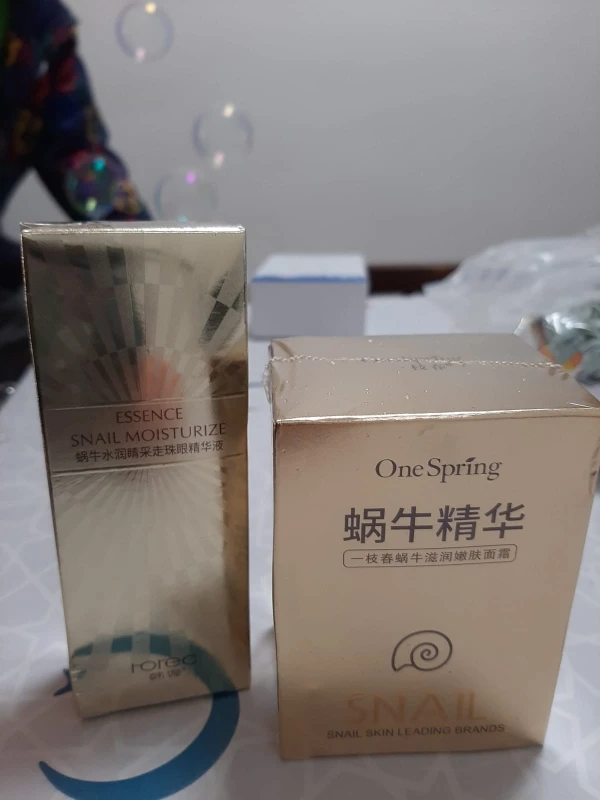 ESSENCE
SNAIL MOISTURIZE
蜗牛水润睛采走珠眼精华液
rorec
OneSpring
蜗牛精华
一枝春蜗牛滋润嫩肤面霜
SNAIL
SNAIL SKIN LEADING BRANDS